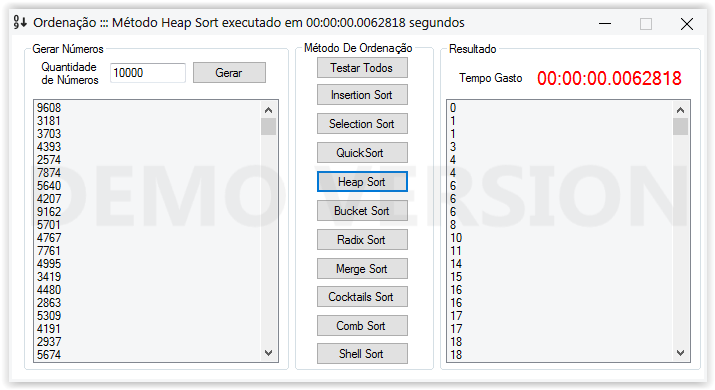 Ordenação ::: Método Heap Sort executado em 00:00:00.0062818 segundos
Gerar Números
Quantidade
de Números
10000
Gerar
9608
3181
3703
4393
2574
7874
5640
4207
9162
5701
4767
7761
4995
3419
4480
2863
5309
4191
2937
5674
Método De Ordenação
Testar Todos
Insertion Sort
Selection Sort
QuickSort
Heap Sort
Bucket Sort
Radix Sort
Merge Sort
Cocktails Sort
Comb Sort
Shell Sort
Resultado
Tempo Gasto 00:00:00.0062818
0
1
1
3
4
4
6
6
6
8
10
11
14
15
16
16
17
17
18
18
DEMO VERSION